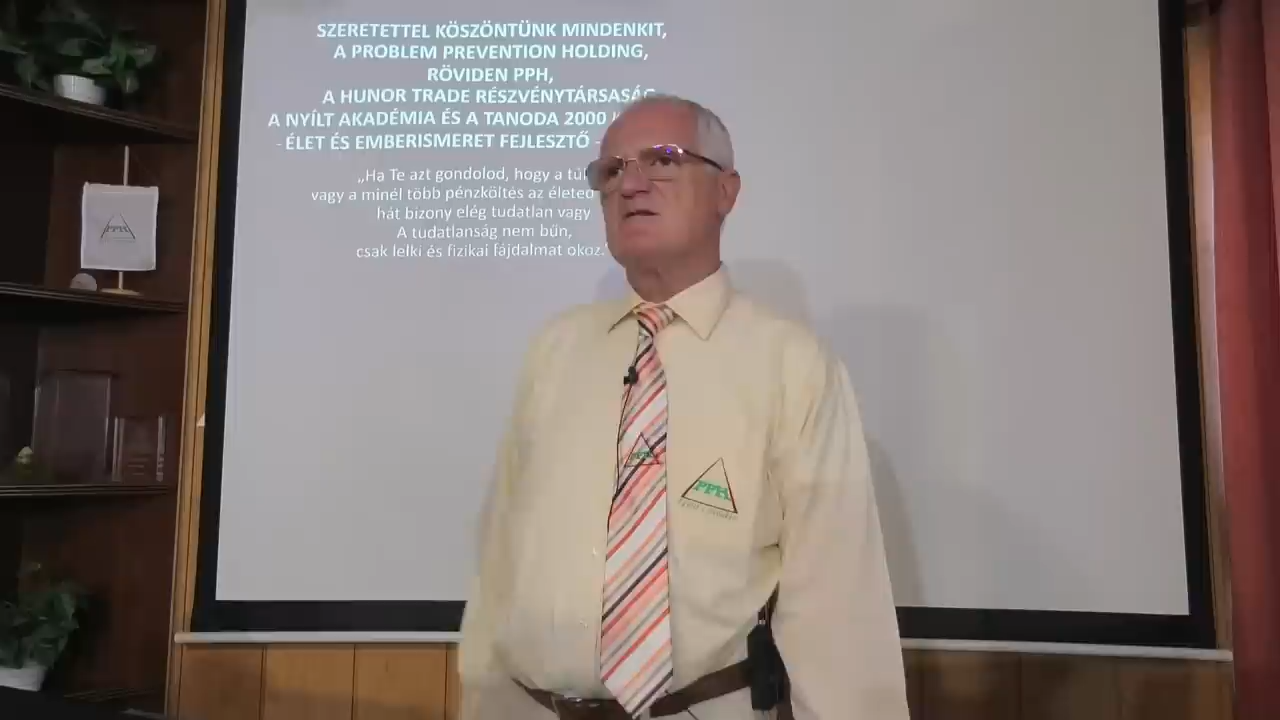 SZERETETTEL KÖSZÖNTÜNK MINDENKIT,
A PROBLEM PREVENTION HOLDING,
RÖVIDEN PPH,
A HUNOR TRADE RÉSZVÉNYTÁRSASÁG
A NYÍLT AKADÉMIA ÉS A TANODA 2000
- ÉLET ÉS EMBERISMERET FEJLESZTŐ -
„Ha Te azt gondolod, hogy a
vagy a minél több pénzköltés az életed
hát bizony elég tudatlan vagy
A tudatlanság nem bűn,
csak lelki és fizikai fájdalmat okoz."
PPH
PPH
PPH